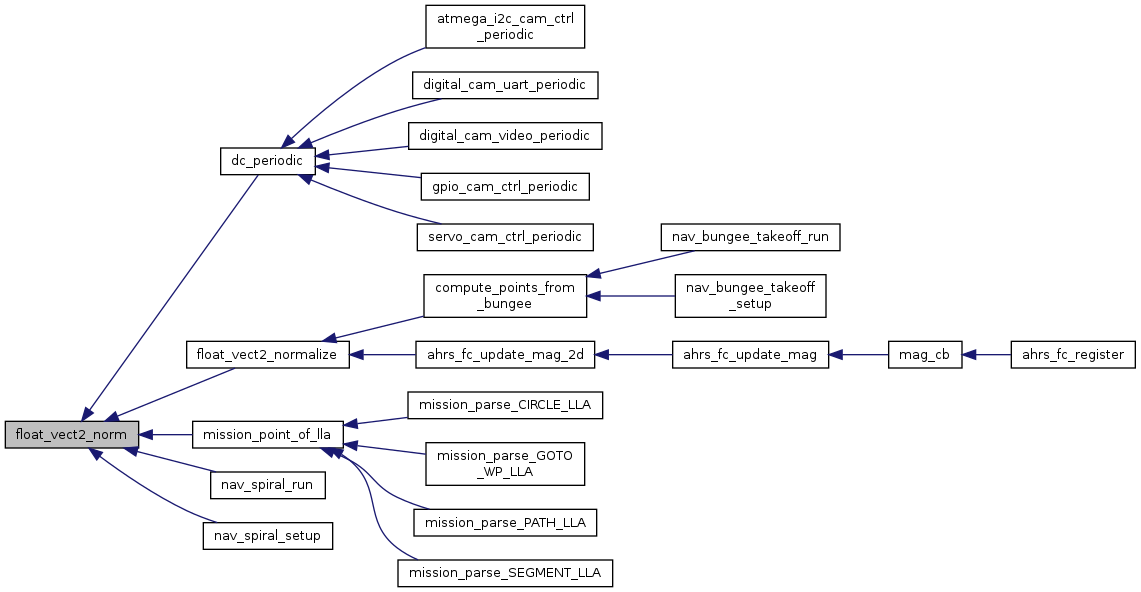 atmega_i2c_cam_ctrl
_periodic
digital_cam_uart_periodic
digital_cam_video_periodic
dc_periodic
gpio_cam_ctrl_periodic
servo_cam_ctrl_periodic
nav_bungee_takeoff_run
compute_points_from
_bungee
nav_bungee_takeoff
_setup
float_vect2_normalize
ahrs_fc_update_mag_2d
ahrs_fc_update_mag
mag_cb
ahrs_fc_register
mission_parse_CIRCLE_LLA
float_vect2_norm
mission_point_of_lla
mission_parse_GOTO
_WP_LLA
nav_spiral_run
mission_parse_PATH_LLA
nav_spiral_setup
mission_parse_SEGMENT_LLA